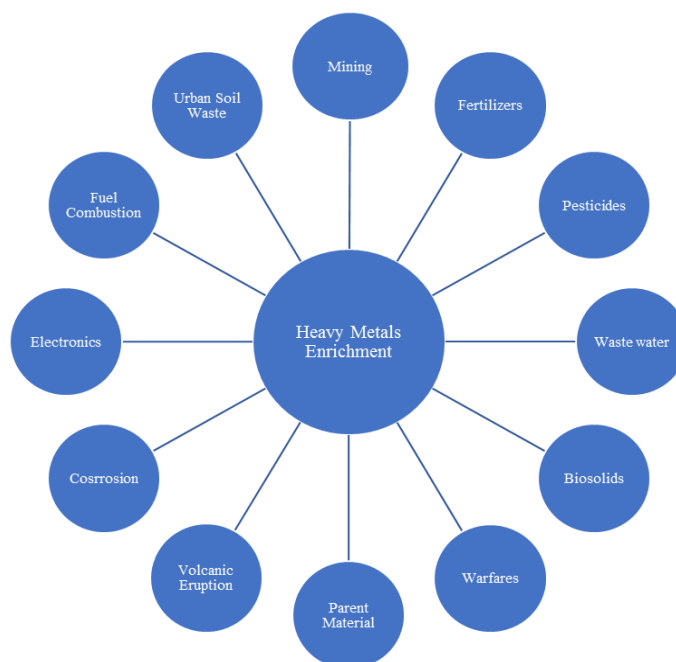 Mining
Fertilizers
Pesticides
Waste water
Biosolids
Warfares
Parent
Material
Volcanic
Eruption
Cosrrosion
Electronics
Fuel
Combustion
Urban Soil
Waste
Heavy Metals
Enrichment